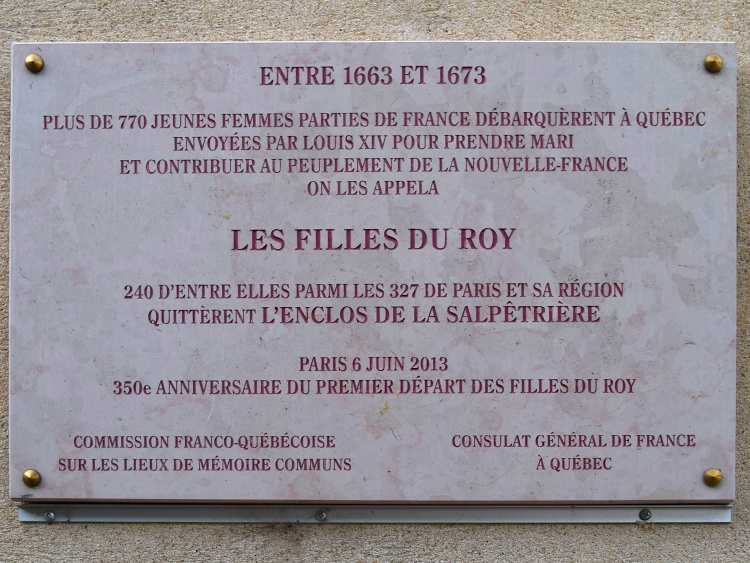 ENTRE 1663 ET 1673
PLUS DE 770 JEUNES FEMMES PARTIES DE FRANCE DÉBARQUÈRENT À QUÉBEC
ENVOYÉES PAR LOUIS XIV POUR PRENDRE MARI
ET CONTRIBUER AU PEUPLEMENT DE LA NOUVELLE-FRANCE
ON LES APPELA
LES FILLES DU ROY
240 D'ENTRE ELLES PARMI LES 327 DE PARIS ET SA RÉGION
QUITTÈRENT L'ENCLOS DE LA SALPÊTRIÈRE
PARIS 6 JUIN 2013
350e ANNIVERSAIRE DU PREMIER DÉPART DES FILLES DU ROY
COMMISSION FRANCO-QUÉBÉCOISE
SUR LES LIEUX DE MÉMOIRE COMMUNS
CONSULAT GÉNÉRAL DE FRANCE
À QUÉBEC